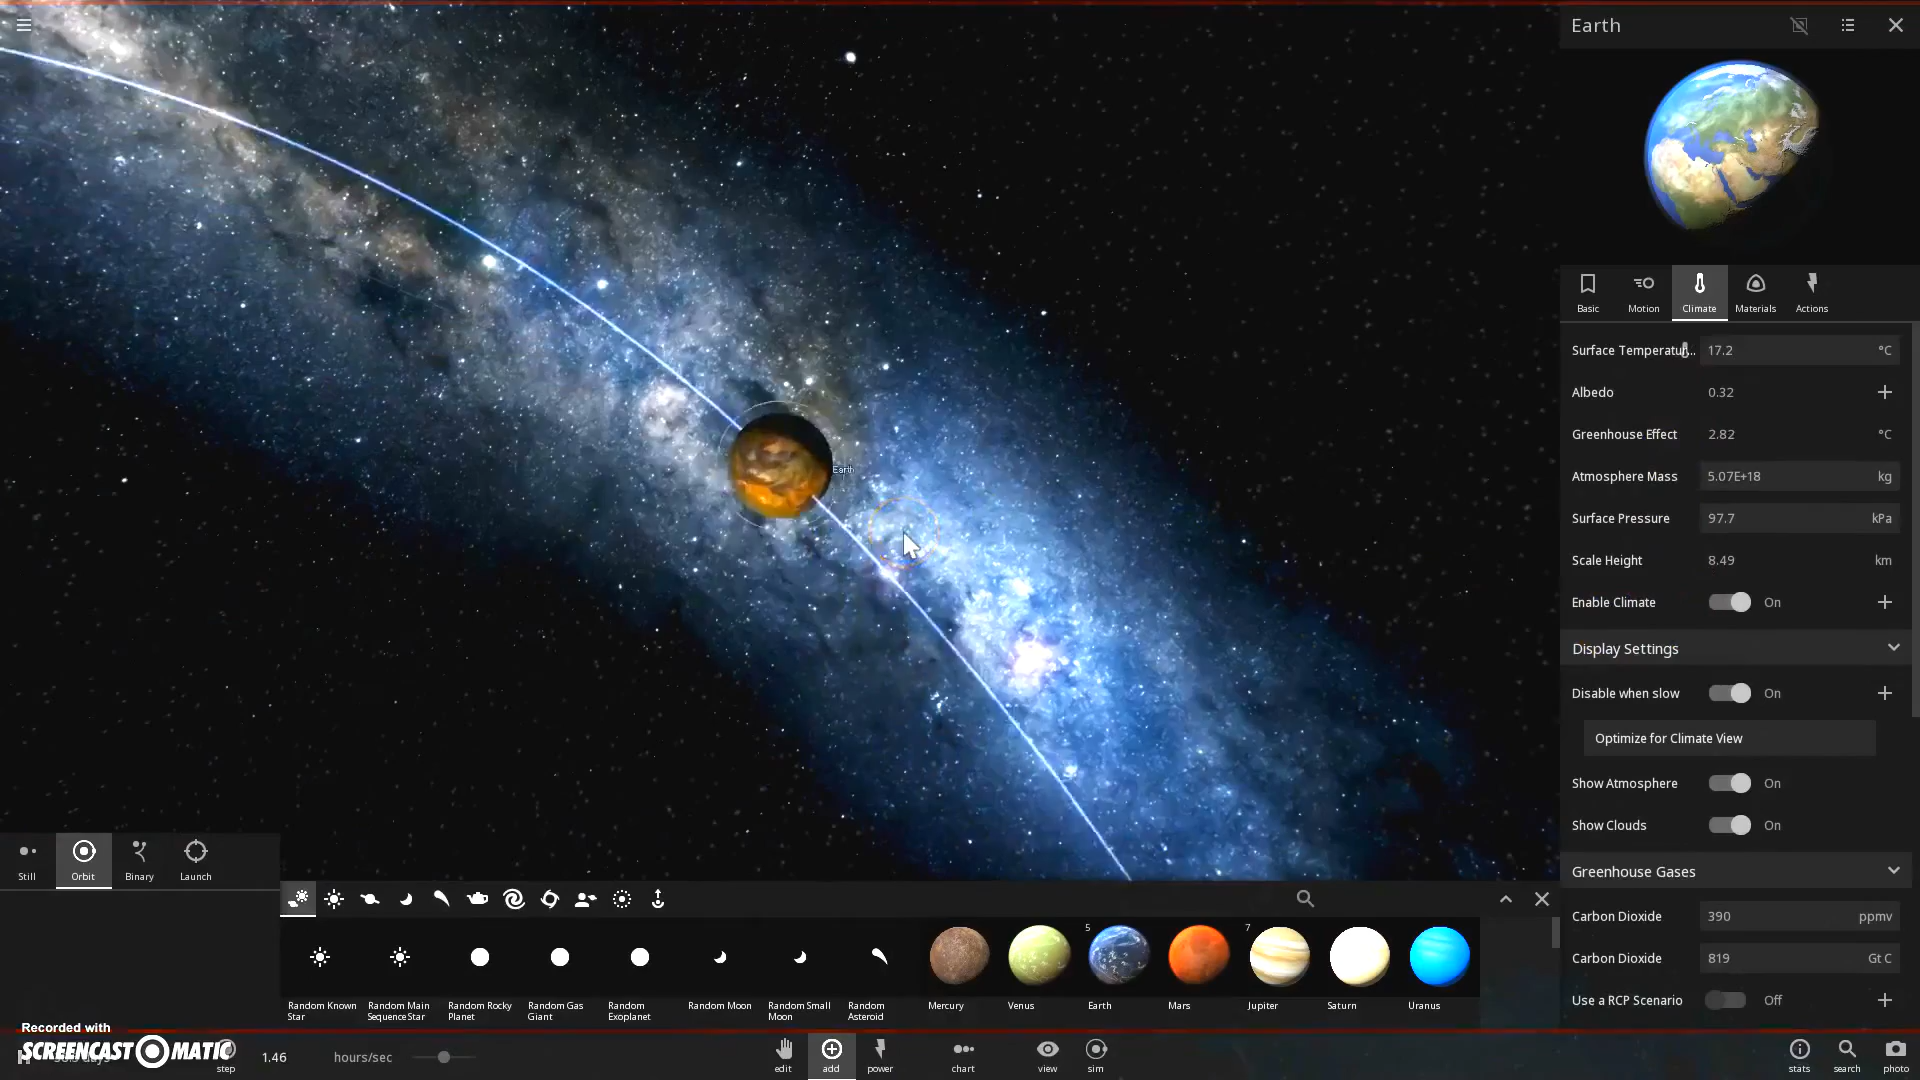 Earth
Basic
Motion
Climate
Materials
Actions
Surface Temperatur...
17.2
°C
Albedo
0.32
Greenhouse Effect
2.82
°C
Atmosphere Mass
5.07E+18
kg
Surface Pressure
97.7
kPa
Scale Height
8.49
km
Enable Climate
On
Display Settings
Disable when slow
On
Optimize for Climate View
Show Atmosphere
On
Show Clouds
On
Greenhouse Gases
Carbon Dioxide
390
ppmv
Carbon Dioxide
819
Gt C
Use a RCP Scenario
Off
Earth
Still
Orbit
Binary
Launch
5
7
Random Known
Star
Random Main
Sequence Star
Random Rocky
Planet
Random Gas
Giant
Random
Exoplanet
Random Moon
Random Small
Moon
Random
Asteroid
Mercury
Venus
Earth
Mars
Jupiter
Saturn
Uranus
Recorded with
SCREENCAST O MATIC
step
1.46
hours/sec
edit
add
power
chart
view
sim
stats
search
photo